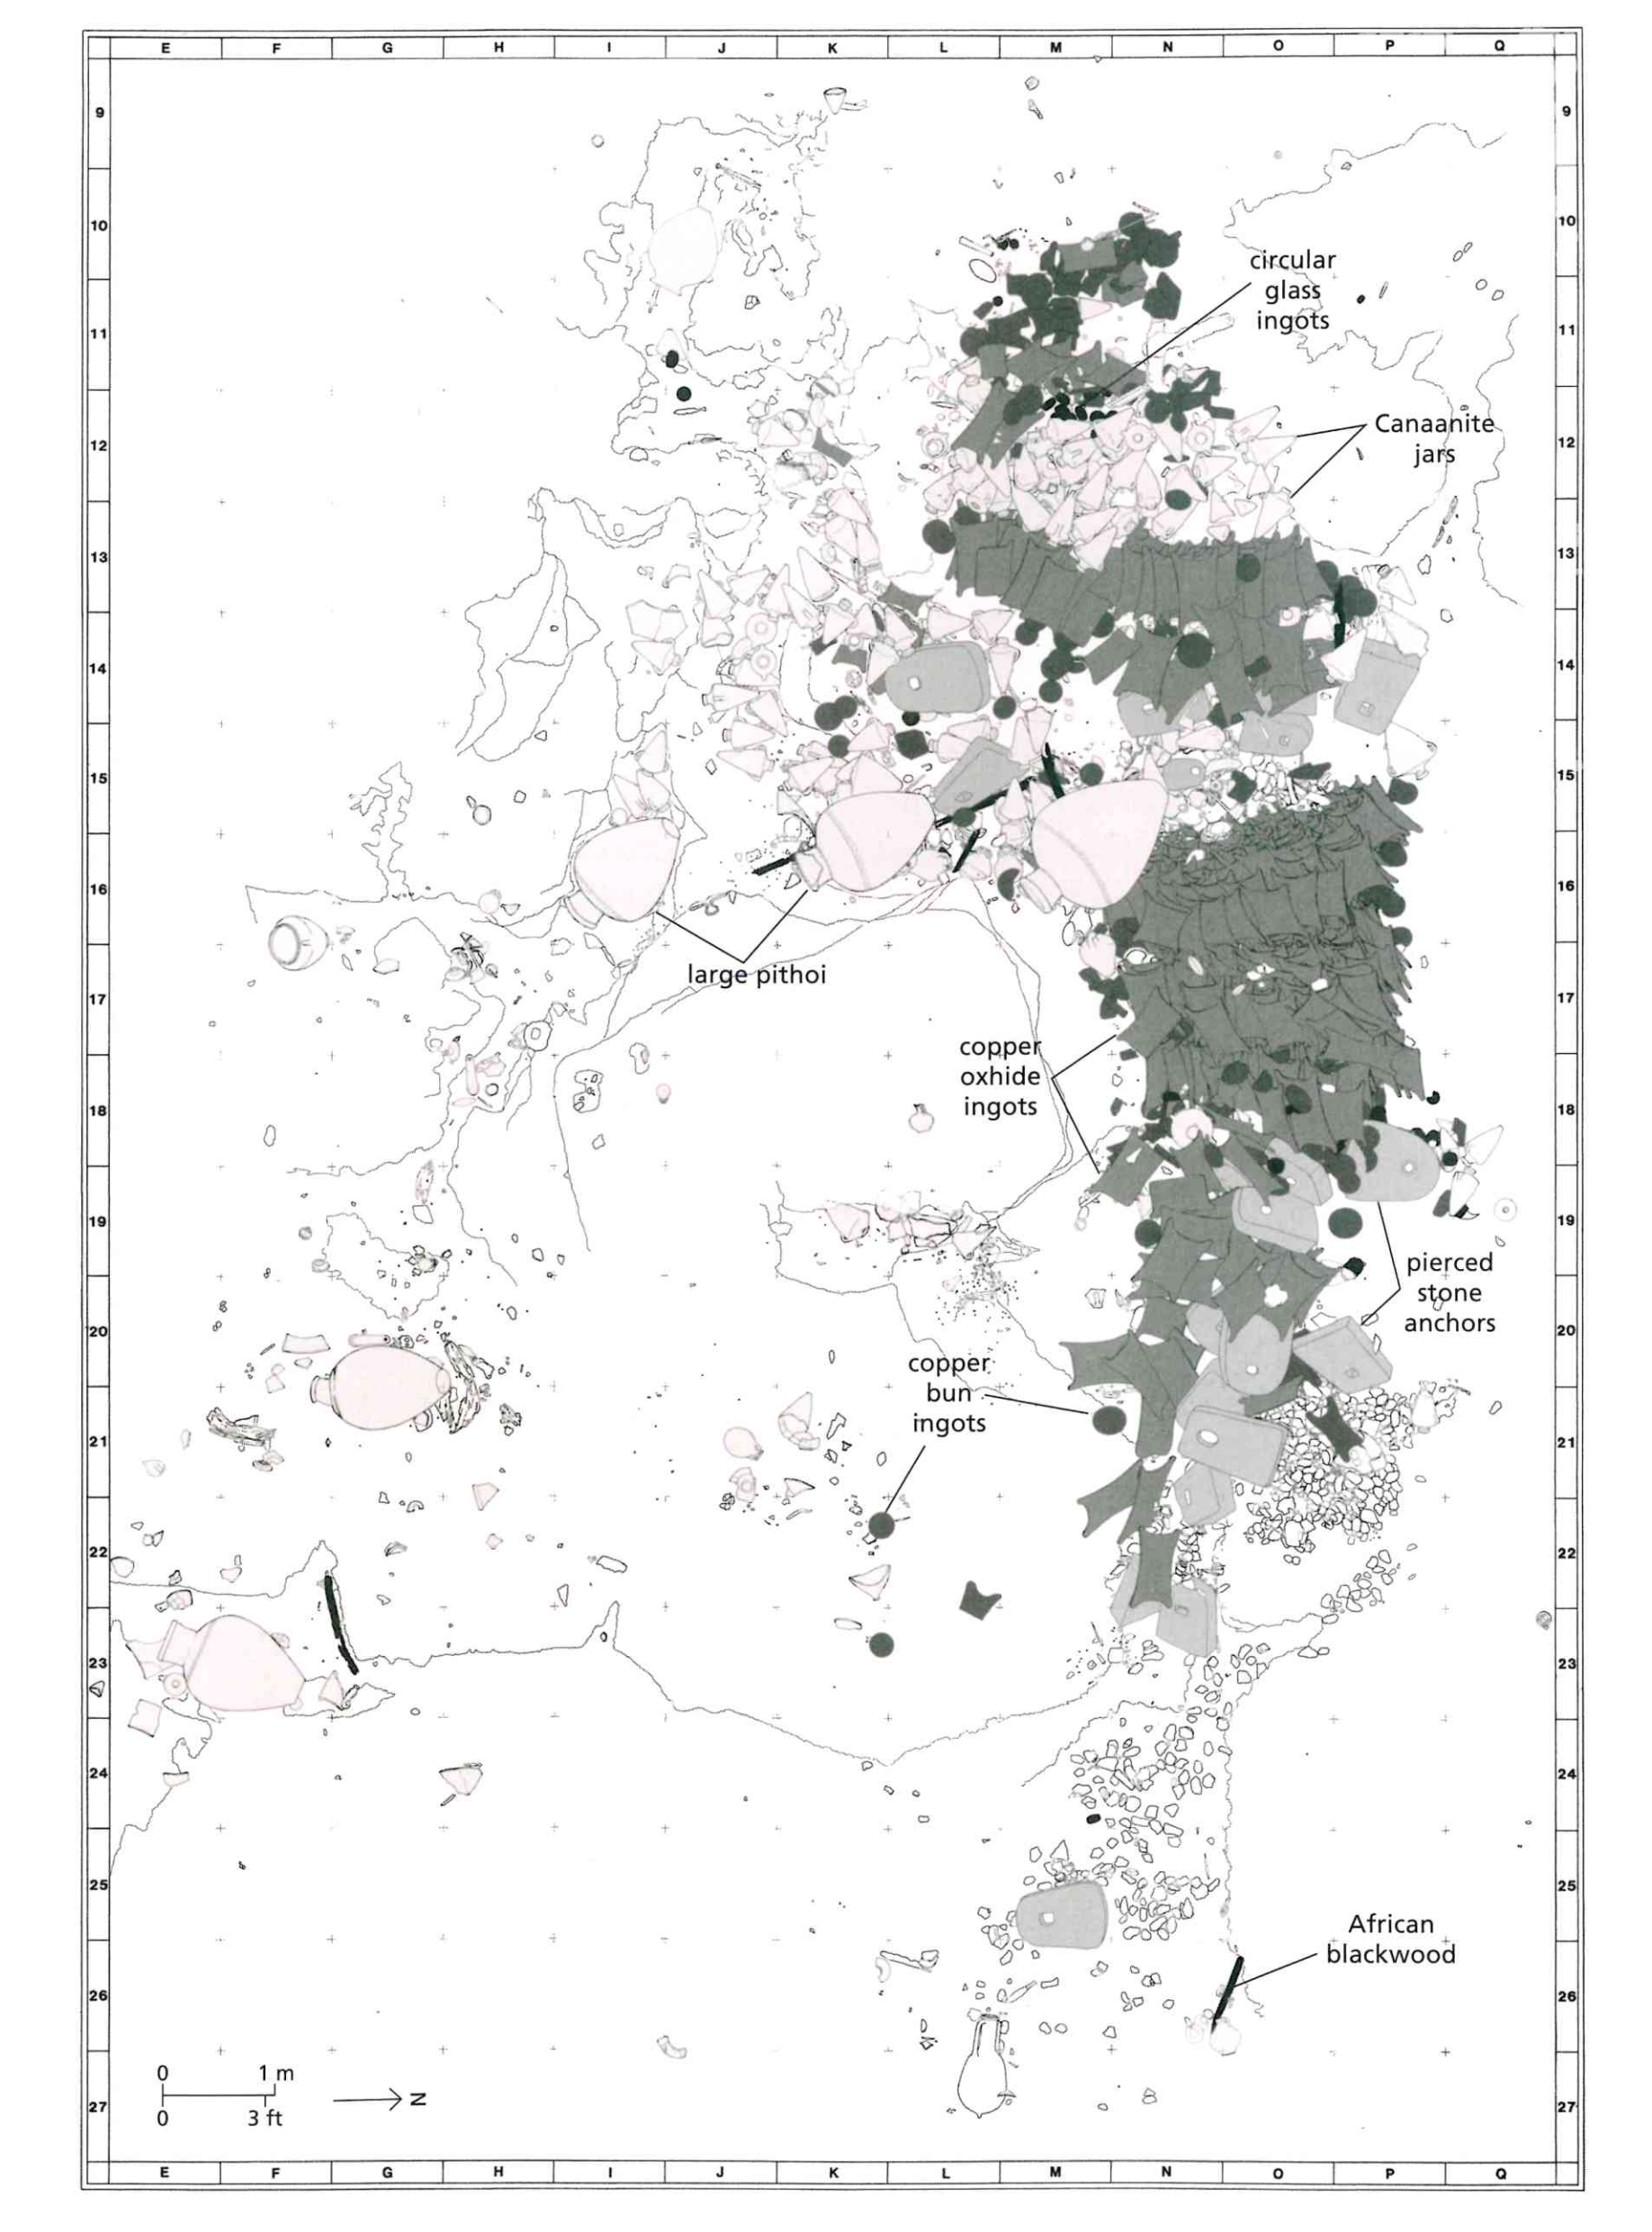 E F G H I J K L M N O P Q
9 9
10 10
circular
glass
ingots
11 11
Canaanite
jars
12 12
13 13
14 14
15 15
16 16
large pithoi
17 17
copper
oxhide
ingots
18 18
19 19
pierced
stone
anchors
20 20
copper
bun
ingots
21 21
22 22
23 23
24 24
25 25
African
blackwood
26 26
0 1 m
N
0 3 ft
27 27
E F G H I J K L M N O P Q